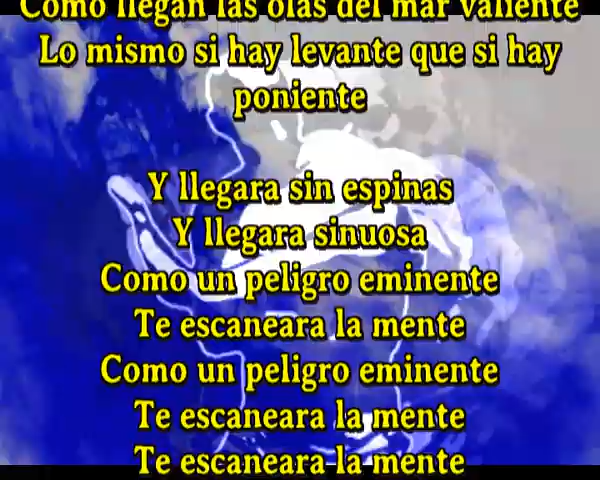 Como llegan las olas del mar valiente
Lo mismo si hay levante que si hay
poniente
Y llegara sin espinas
Y llegara sinuosa
Como un peligro eminente
Te escaneara la mente
Como un peligro eminente
Te escaneara la mente
Te escaneara la mente